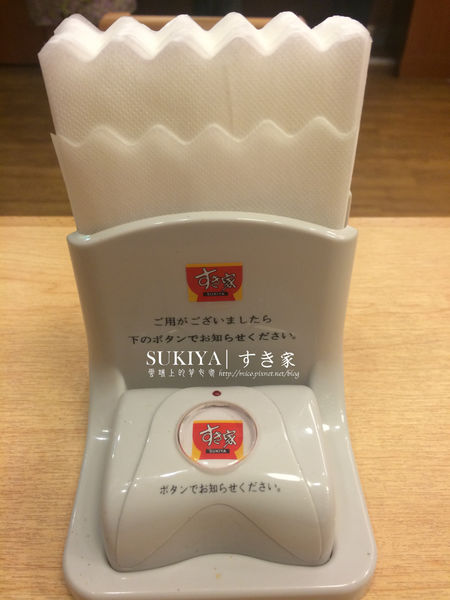 すき家
SUKIYA
ご用がございましたら
下のボタンでお知らせください。
SUKIYA| すき家
http://mico.pixnet.net/blog
すき家
SUKIYA
ボタンでお知らせください。